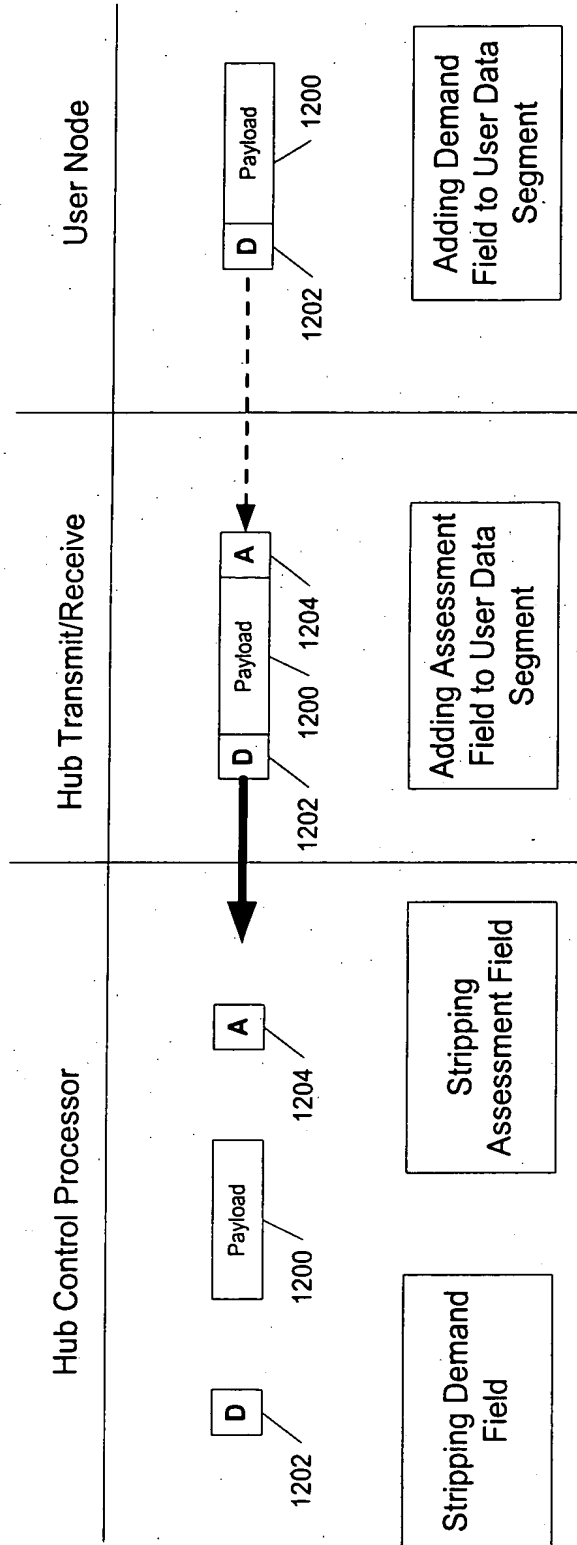 Hub Control Processor
Hub Transmit/Receive
User Node
D
1202
Payload
1200
A
1204
D
1202
Payload
1200
A
1204
D
1202
Payload
1200
Stripping Demand
Field
Stripping
Assessment Field
Adding Assessment
Field to User Data
Segment
Adding Demand
Field to User Data
Segment